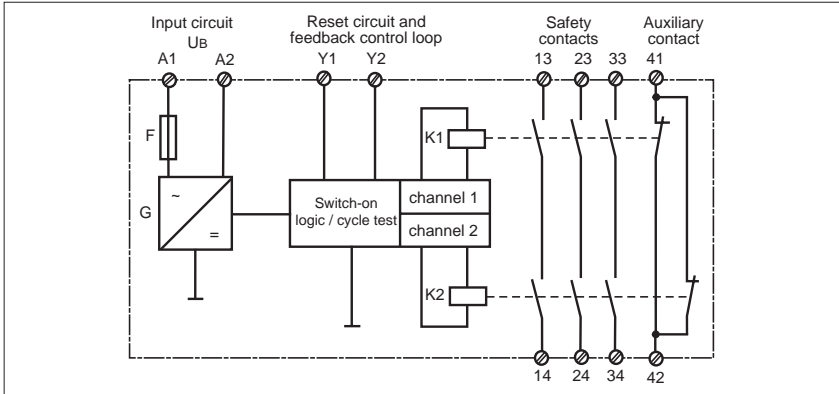 Input circuit
UB
Reset circuit and
feedback control loop
Safety
contacts
Auxiliary
contact
A1
A2
Y1
Y2
13
23
33
41
F
K1
G
~
=
Switch-on
logic / cycle test
channel 1
channel 2
K2
14
24
34
42